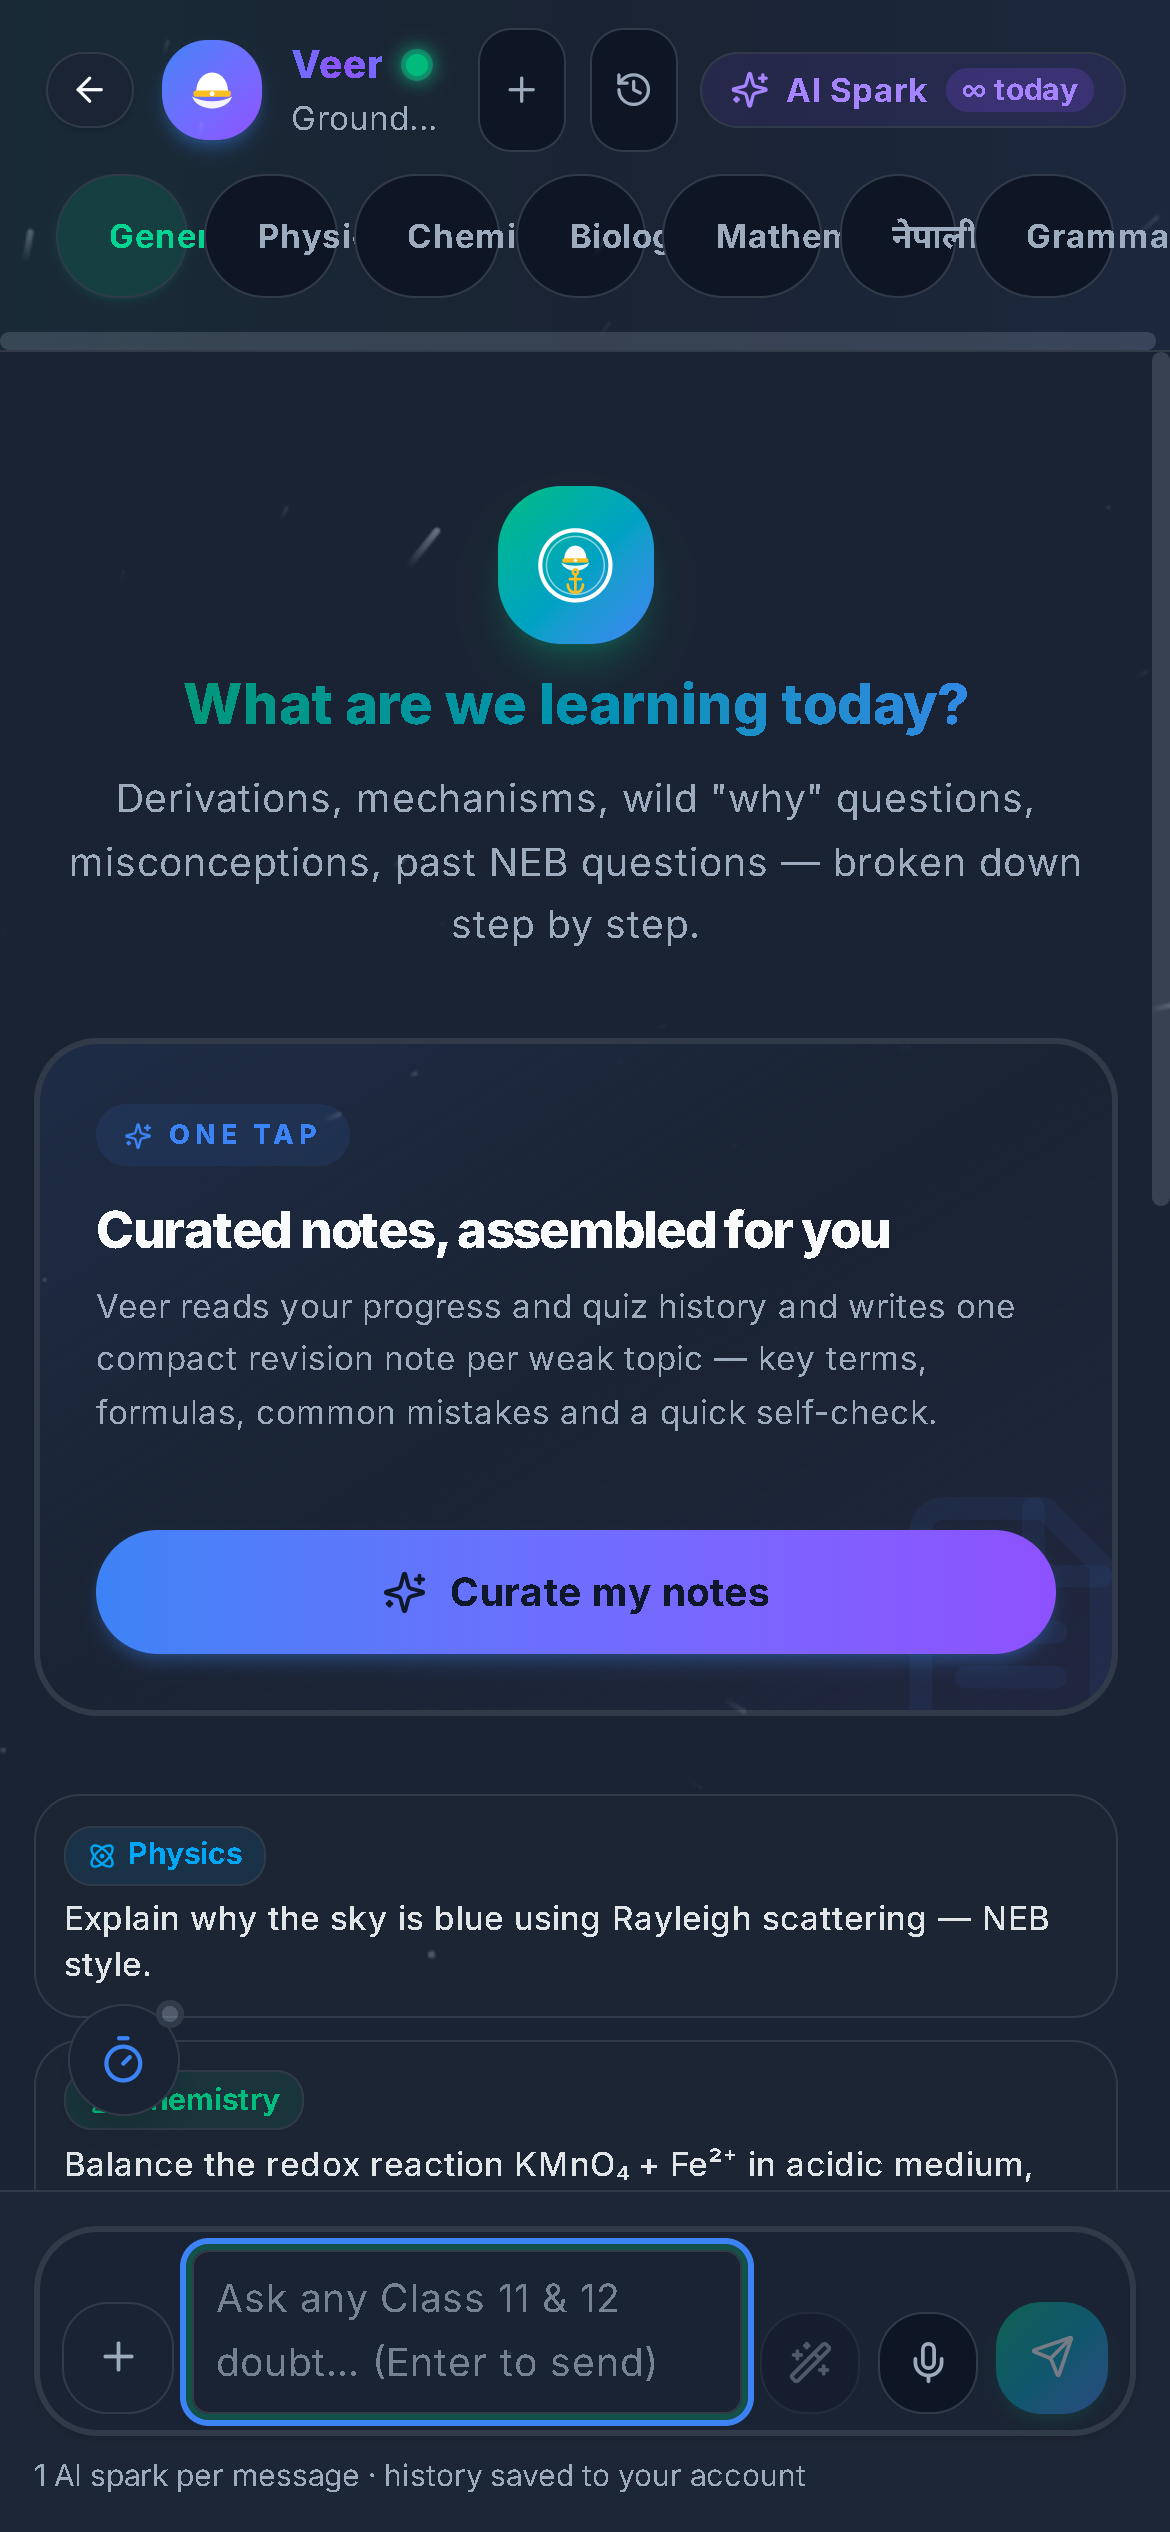 Veer
Ground...
AI Spark
∞ today
Gener
Physi
Chemi
Biolog
Mathem
नेपाली
Gramma
What are we learning today?
Derivations, mechanisms, wild "why" questions,
misconceptions, past NEB questions — broken down
step by step.
ONE TAP
Curated notes, assembled for you
Veer reads your progress and quiz history and writes one
compact revision note per weak topic — key terms,
formulas, common mistakes and a quick self-check.
Curate my notes
Physics
Explain why the sky is blue using Rayleigh scattering — NEB
style.
hemistry
Balance the redox reaction KMnO₄ + Fe²⁺ in acidic medium,
Ask any Class 11 & 12
doubt... (Enter to send)
1 AI spark per message · history saved to your account